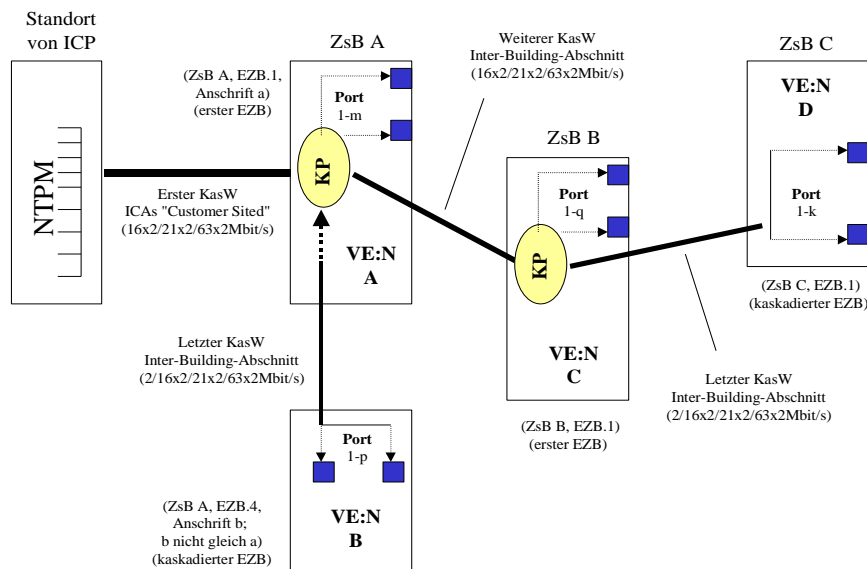 Standort
von ICP
NTPM
Erster KasW
ICAs "Customer Sited"
(16x2/21x2/63x2Mbit/s)
ZsB A
(ZsB A, EZB.1,
Anschrift a)
(erster EZB)
Port
1-m
KP
VE:N
A
Weiterer KasW
Inter-Building-Abschnitt
(16x2/21x2/63x2Mbit/s)
ZsB B
Port
1-q
KP
VE:N
C
(ZsB B, EZB.1)
(erster EZB)
ZsB C
VE:N
D
Port
1-k
(ZsB C, EZB.1)
(kaskadierter EZB)
Letzter KasW
Inter-Building-Abschnitt
(2/16x2/21x2/63x2Mbit/s)
Letzter KasW
Inter-Building-Abschnitt
(2/16x2/21x2/63x2Mbit/s)
Port
1-p
VE:N
B
(ZsB A, EZB.4,
Anschrift b;
b nicht gleich a)
(kaskadierter EZB)